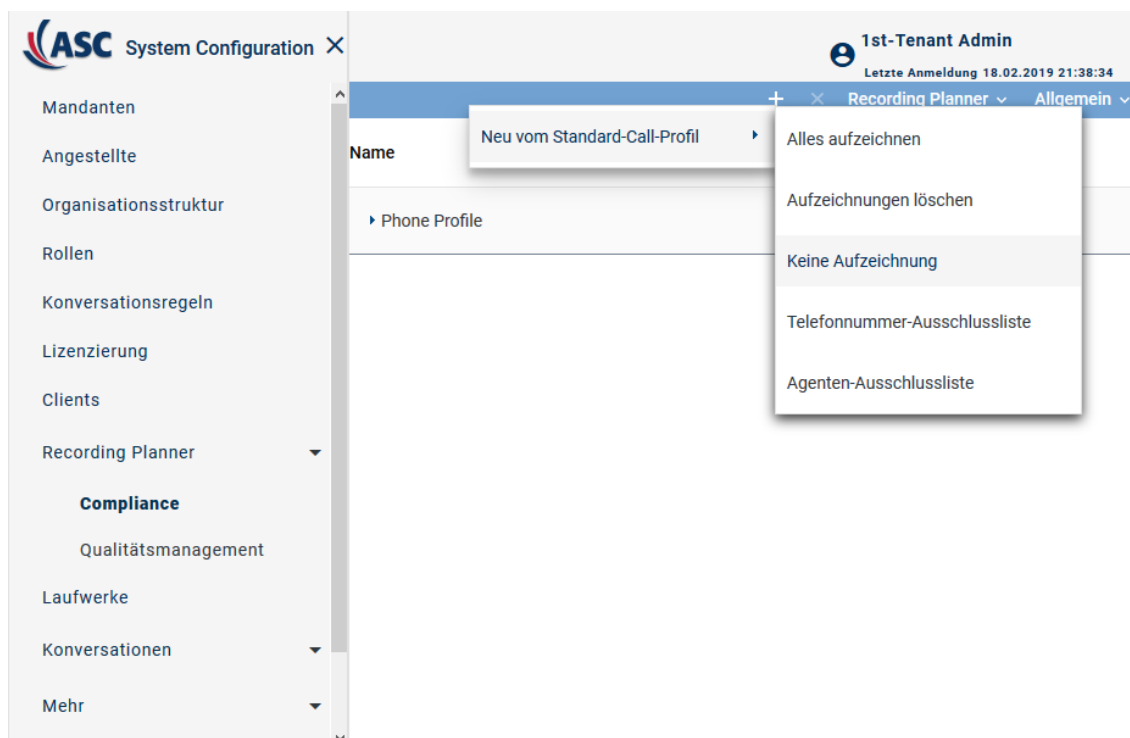 ASC System Configuration
1st-Tenant Admin
Letzte Anmeldung 18.02.2019 21:38:34
Recording Planner
Allgemein
Mandanten
Angestellte
Organisationsstruktur
Rollen
Konversationsregeln
Lizenzierung
Clients
Recording Planner
Compliance
Qualitätsmanagement
Laufwerke
Konversationen
Mehr
Name
Phone Profile
Neu vom Standard-Call-Profil
Alles aufzeichnen
Aufzeichnungen löschen
Keine Aufzeichnung
Telefonnummer-Ausschlussliste
Agenten-Ausschlussliste